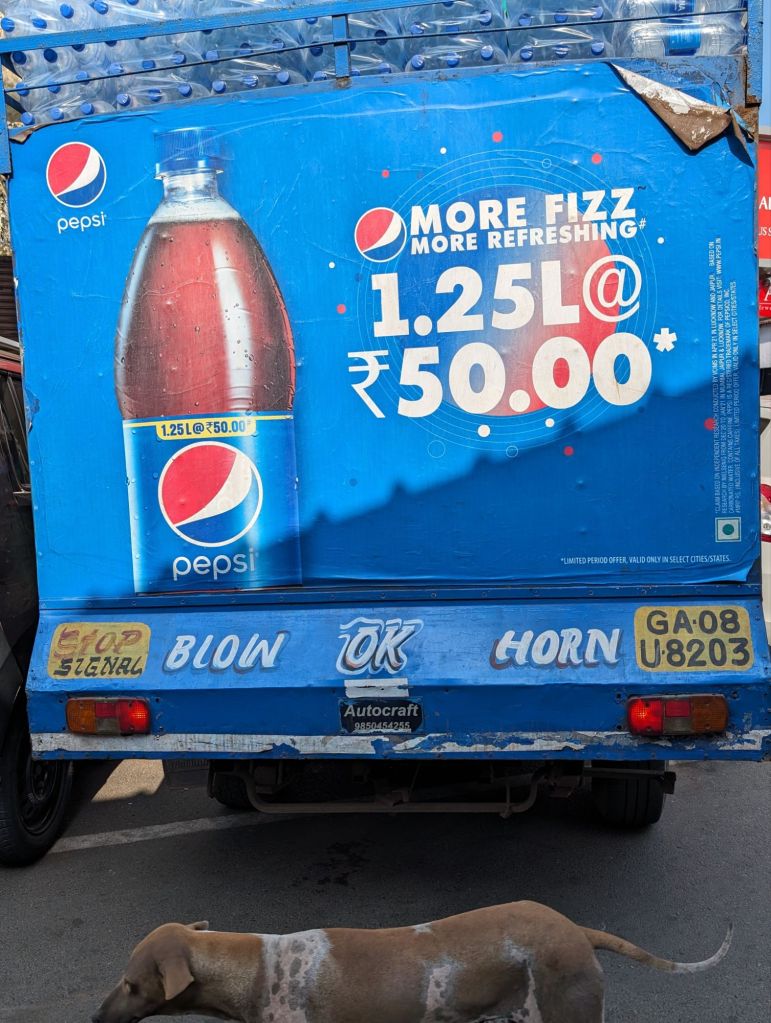 pepsi
MORE FIZZ
MORE REFRESHING#
1.25L@
₹50.00*
1.25L@₹50.00*
pepsi
*LIMITED PERIOD OFFER, VALID ONLY IN SELECT CITIES/STATES.
STOP
SIGNAL
BLOW ŌK HORN
GA·08
U·8203
Autocraft
9850454255